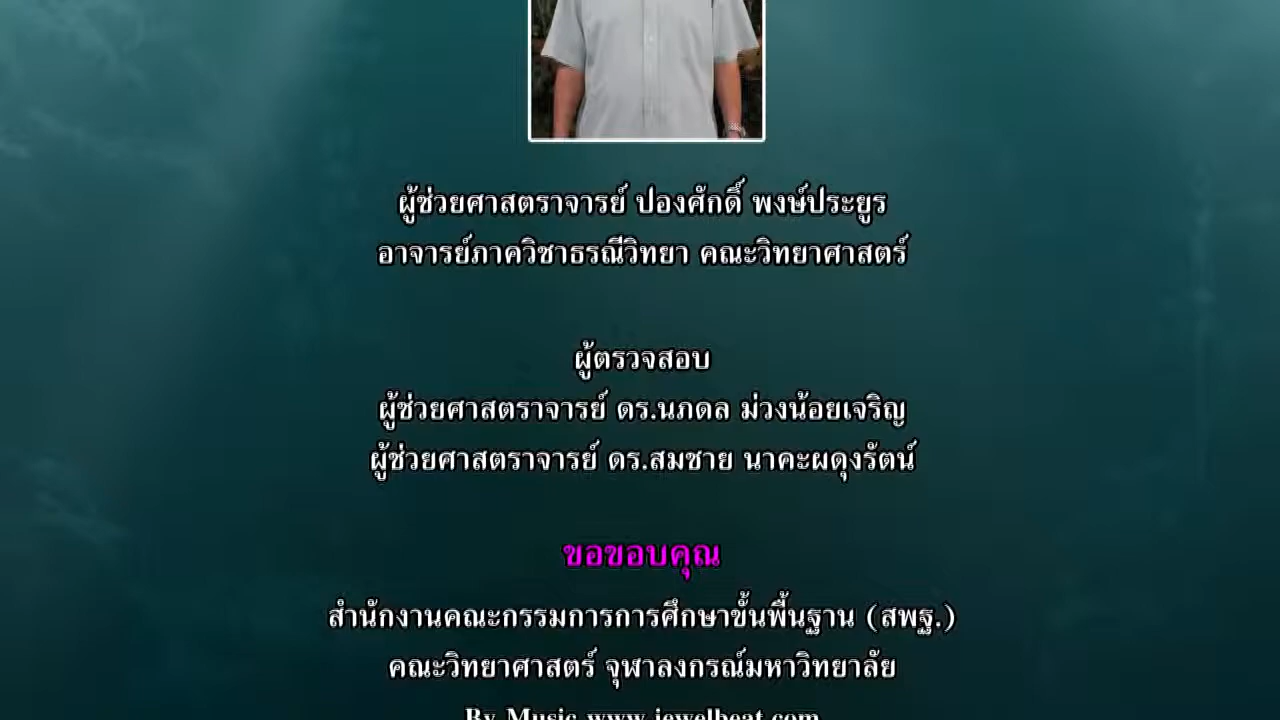 ผู้ช่วยศาสตราจารย์ ปองศักดิ์ พงษ์ประยูร
อาจารย์ภาควิชาธรณีวิทยา คณะวิทยาศาสตร์
ผู้ตรวจสอบ
ผู้ช่วยศาสตราจารย์ ดร.นภดล ม่วงน้อยเจริญ
ผู้ช่วยศาสตราจารย์ ดร.สมชาย นาคะผดุงรัตน์
ขอขอบคุณ
สำนักงานคณะกรรมการการศึกษาขั้นพื้นฐาน (สพฐ.)
คณะวิทยาศาสตร์ จุฬาลงกรณ์มหาวิทยาลัย
By Music www.jewelbeat.com